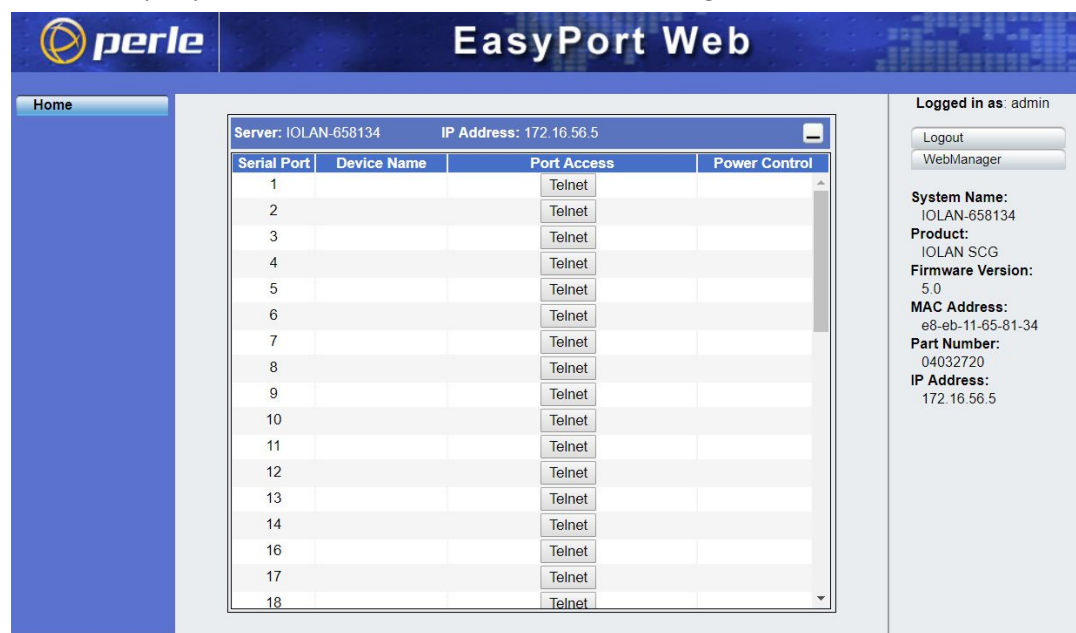 perle
EasyPort Web
Home
Server: IOLAN-658134 IP Address: 172.16.56.5
Serial Port Device Name Port Access Power Control
1 Telnet
2 Telnet
3 Telnet
4 Telnet
5 Telnet
6 Telnet
7 Telnet
8 Telnet
9 Telnet
10 Telnet
11 Telnet
12 Telnet
13 Telnet
14 Telnet
16 Telnet
17 Telnet
18 Telnet
Logged in as: admin
Logout
WebManager
System Name:
IOLAN-658134
Product:
IOLAN SCG
Firmware Version:
5.0
MAC Address:
e8-eb-11-65-81-34
Part Number:
04032720
IP Address:
172.16.56.5